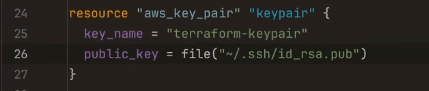 24 resource "aws_key_pair" "keypair" {
25 key_name = "terraform-keypair"
26 public_key = file("~/.ssh/id_rsa.pub")
27 }